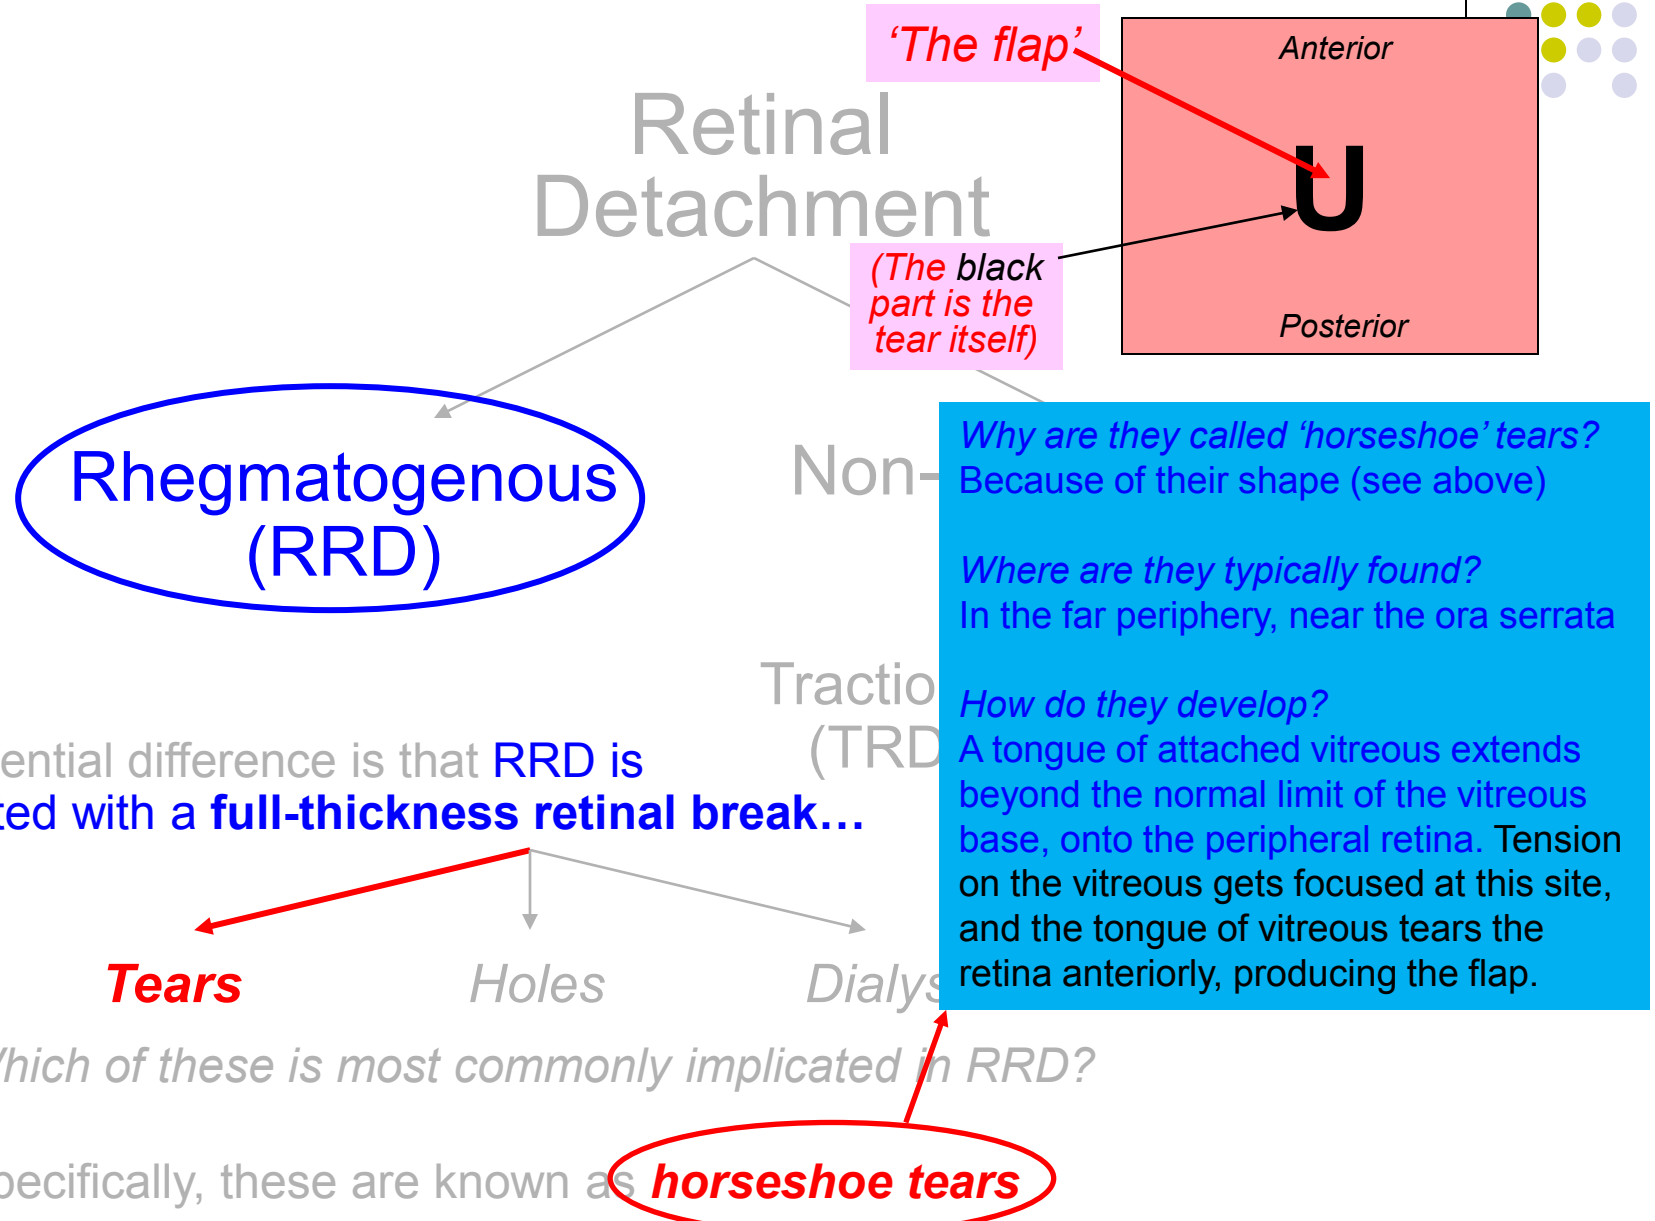 ‘The flap’
Anterior
Retinal
Detachment
U
(The black
part is the
tear itself)
Posterior
Rhegmatogenous
(RRD)
Non-
Why are they called ‘horseshoe’ tears?
Because of their shape (see above)
Where are they typically found?
In the far periphery, near the ora serrata
How do they develop?
A tongue of attached vitreous extends
beyond the normal limit of the vitreous
base, onto the peripheral retina. Tension
on the vitreous gets focused at this site,
and the tongue of vitreous tears the
retina anteriorly, producing the flap.
Tractio
(TRD
ential difference is that RRD is
ted with a full-thickness retinal break…
Tears
Holes
Dialys
hich of these is most commonly implicated in RRD?
pecifically, these are known as horseshoe tears